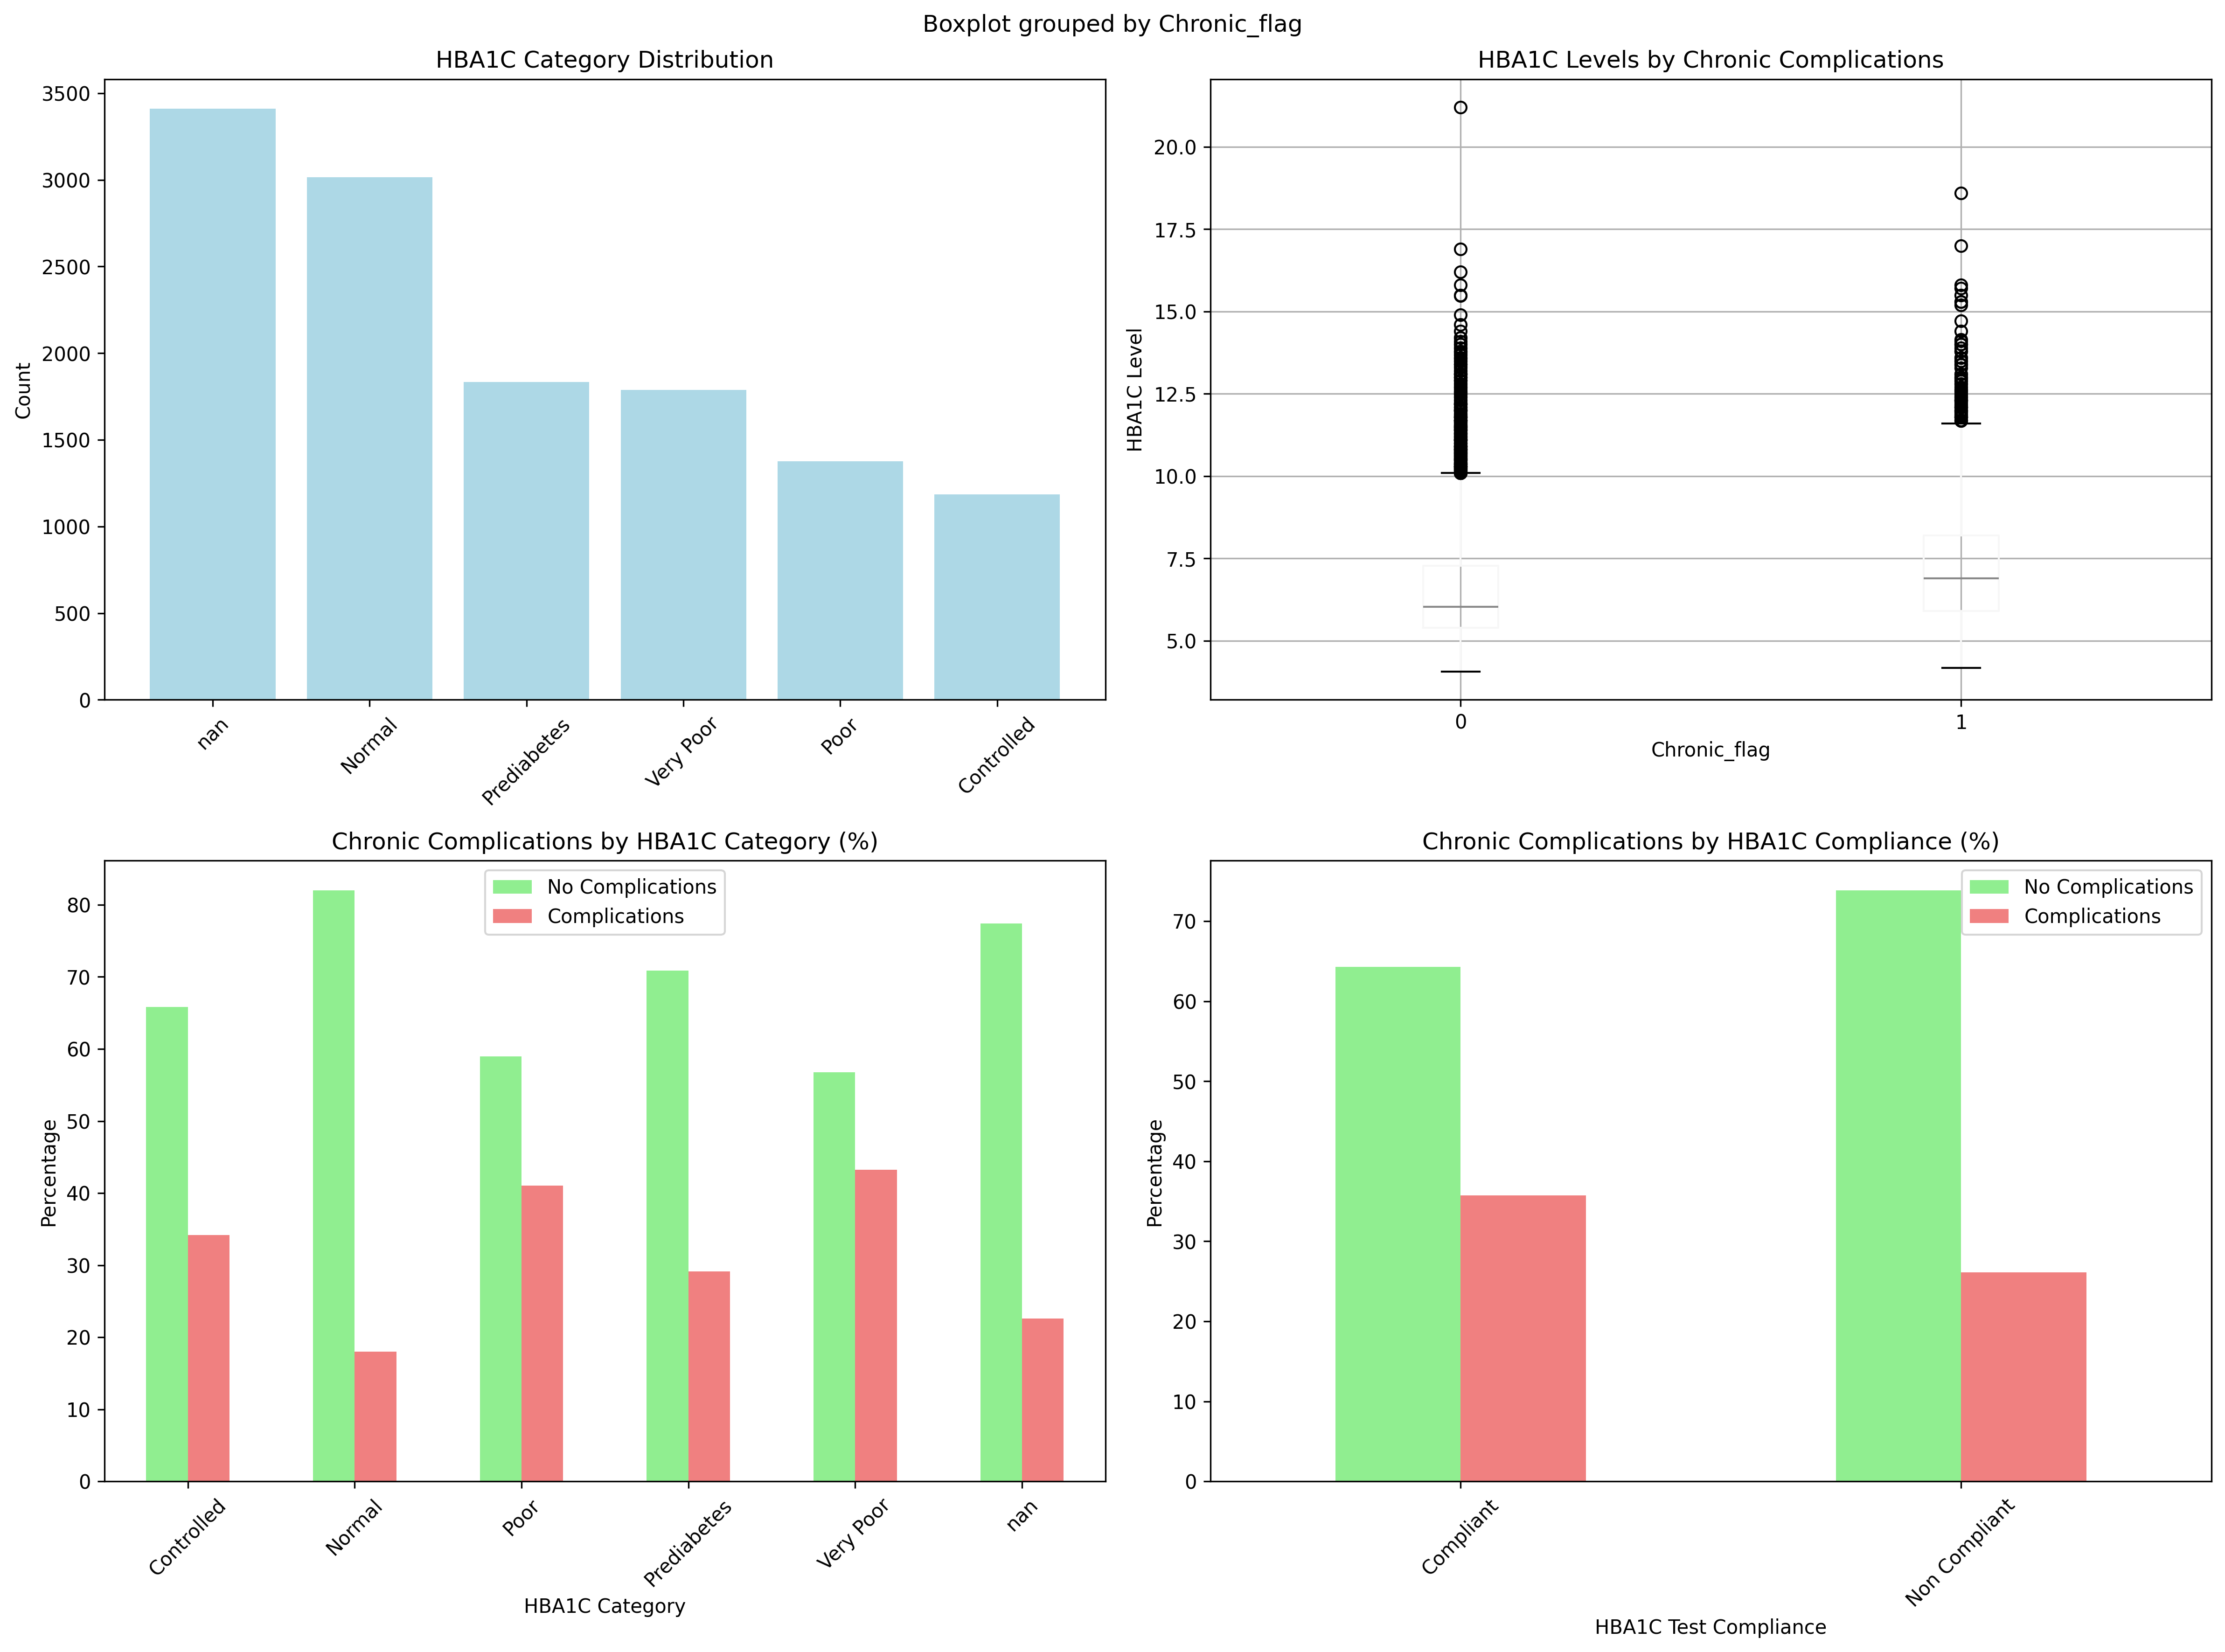 Boxplot grouped by Chronic_flag
HBA1C Category Distribution
Count
3500
3000
2500
2000
1500
1000
500
0
nan
Normal
Prediabetes
Very Poor
Poor
Controlled
HBA1C Levels by Chronic Complications
HBA1C Level
20.0
17.5
15.0
12.5
10.0
7.5
5.0
0
1
Chronic_flag
Chronic Complications by HBA1C Category (%)
No Complications
Complications
Percentage
80
70
60
50
40
30
20
10
0
Controlled
Normal
Poor
Prediabetes
Very Poor
nan
HBA1C Category
Chronic Complications by HBA1C Compliance (%)
No Complications
Complications
Percentage
70
60
50
40
30
20
10
0
Compliant
Non Compliant
HBA1C Test Compliance